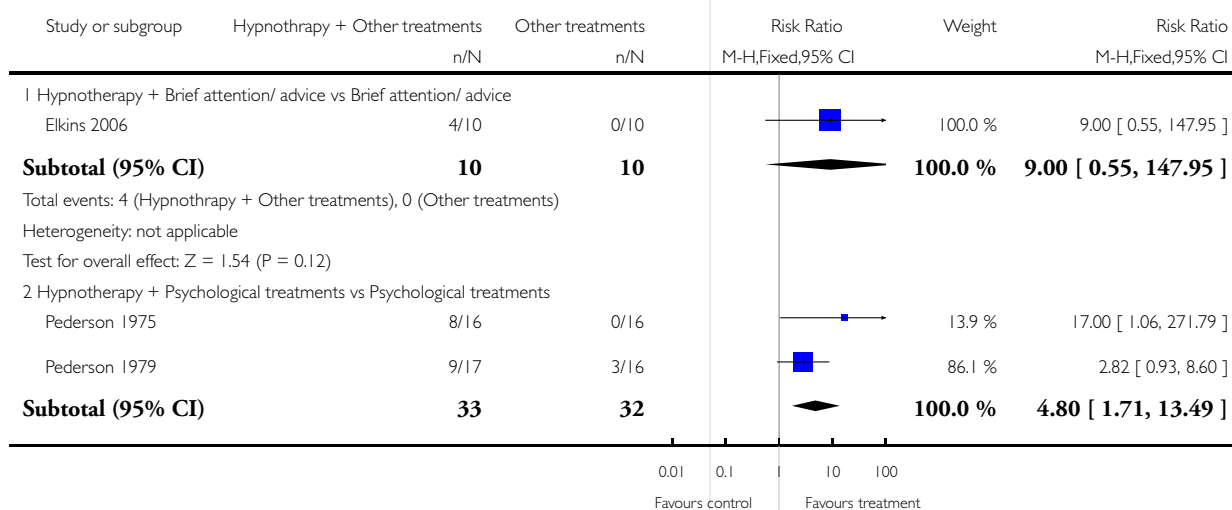 Study or subgroup Hypnothrapy + Other treatments Other treatments Risk Ratio Weight Risk Ratio
n/N n/N M-H,Fixed,95% CI M-H,Fixed,95% CI
1 Hypnotherapy + Brief attention/ advice vs Brief attention/ advice
Elkins 2006 4/10 0/10 100.0 % 9.00 [ 0.55, 147.95 ]
Subtotal (95% CI) 10 10 100.0 % 9.00 [ 0.55, 147.95 ]
Total events: 4 (Hypnothrapy + Other treatments), 0 (Other treatments)
Heterogeneity: not applicable
Test for overall effect: Z = 1.54 (P = 0.12)
2 Hypnotherapy + Psychological treatments vs Psychological treatments
Pederson 1975 8/16 0/16 13.9 % 17.00 [ 1.06, 271.79 ]
Pederson 1979 9/17 3/16 86.1 % 2.82 [ 0.93, 8.60 ]
Subtotal (95% CI) 33 32 100.0 % 4.80 [ 1.71, 13.49 ]
0.01 0.1 1 10 100
Favours control Favours treatment